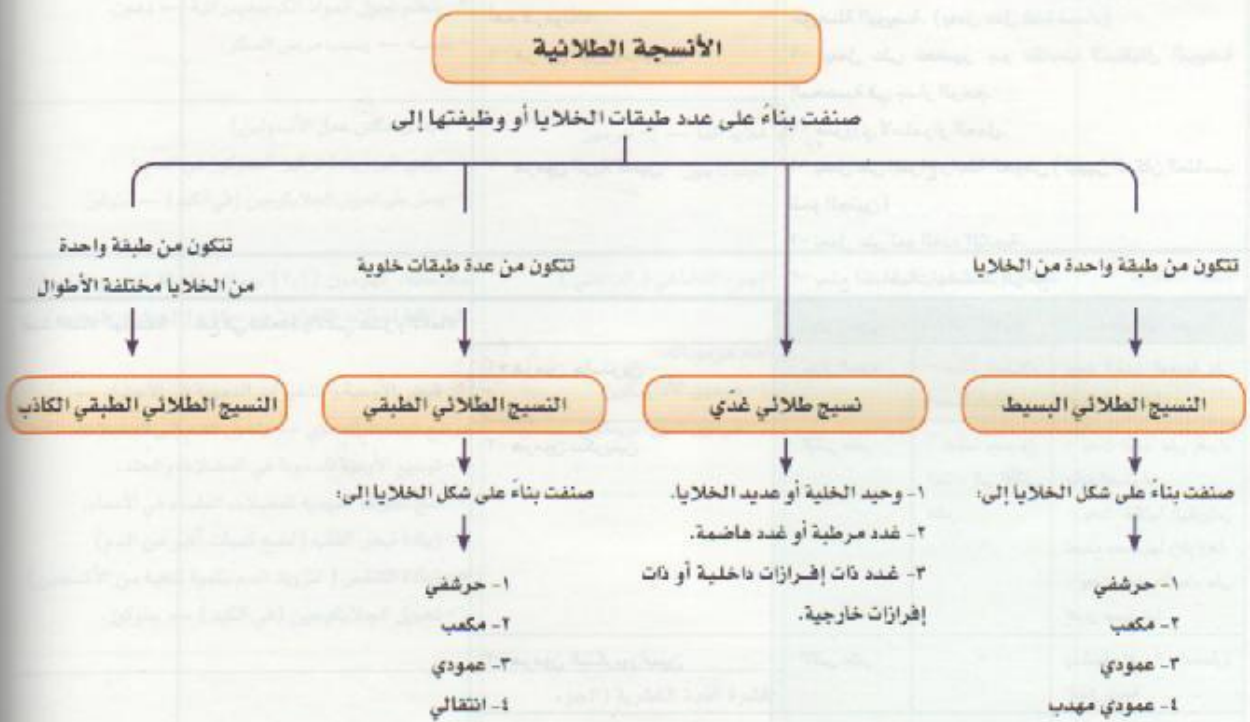 الأنسجة الطلائية
صنفت بناءً على عدد طبقات الخلايا أو وظيفتها إلى
تتكون من طبقة واحدة من الخلايا
النسيج الطلائي البسيط
صنفت بناءً على شكل الخلايا إلى:
١- حرشفي
٢- مكعب
٣- عمودي
٤- عمودي مهدب
نسيج طلائي غدّي
١- وحيد الخلية أو عديد الخلايا.
٢- غدد مرطبة أو غدد هاضمة.
٣- غدد ذات إفرازات داخلية أو ذات
إفرازات خارجية.
تتكون من عدة طبقات خلوية
النسيج الطلائي الطبقي
صنفت بناءً على شكل الخلايا إلى:
١- حرشفي
٢- مكعب
٣- عمودي
٤- انتقالي
تتكون من طبقة واحدة
من الخلايا مختلفة الأطوال
النسيج الطلائي الطبقي الكاذب